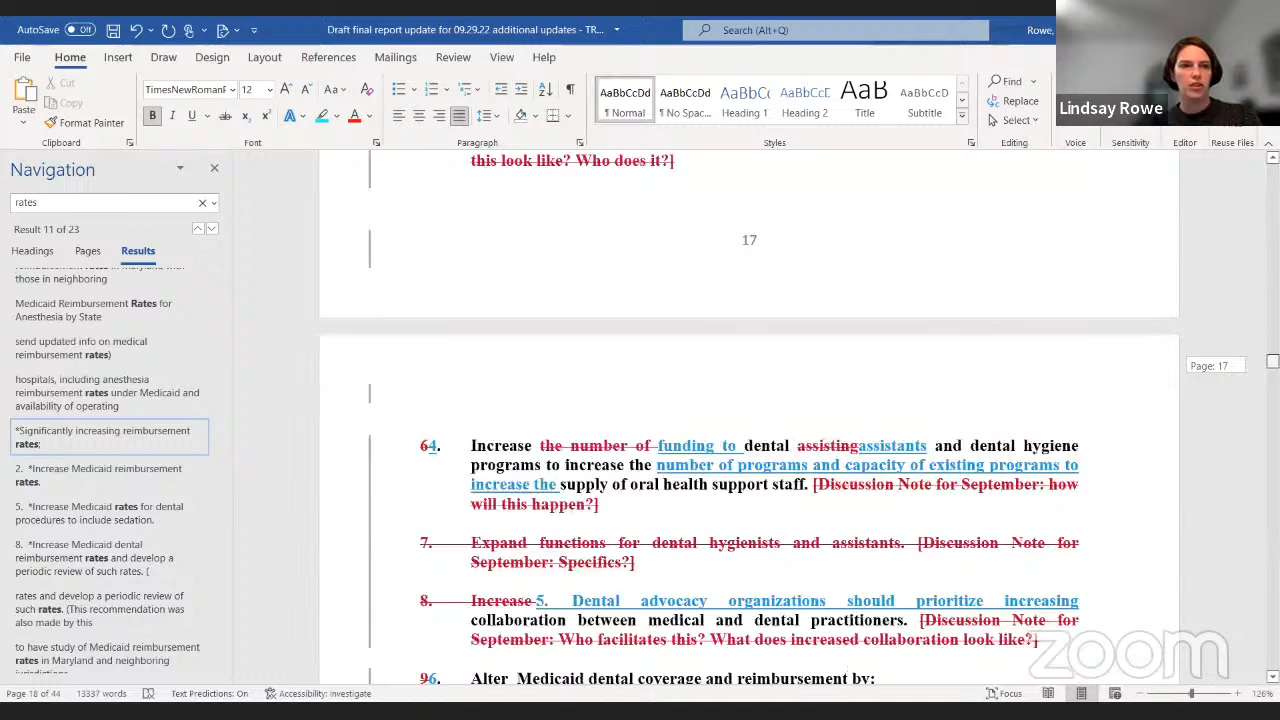 AutoSave Off Draft final report update for 09.29.22 additional updates - TR... Search (Alt+Q) Rowe,
File Home Insert Draw Design Layout References Mailings Review View Help
Lindsay Rowe
Paste Cut Copy Format Painter
TimesNewRomanF 12
AaBbCcDd AaBbCcDd AaBbC AaBbCcC AaB AaBbCcD
¶ Normal ¶ No Spac... Heading 1 Heading 2 Title Subtitle
Find
Replace
Select
Clipboard Font Paragraph Styles Editing Voice Sensitivity Editor Reuse Files
Navigation
rates
Result 11 of 23
Headings Pages Results
reimbursement rates in Maryland with
those in neighboring
Medicaid Reimbursement Rates for
Anesthesia by State
send updated info on medical
reimbursement rates)
hospitals, including anesthesia
reimbursement rates under Medicaid and
availability of operating
*Significantly increasing reimbursement
rates;
2. *Increase Medicaid reimbursement
rates.
5. *Increase Medicaid rates for dental
procedures to include sedation.
8. *Increase Medicaid dental
reimbursement rates and develop a
periodic review of such rates. (
rates and develop a periodic review of
such rates. (This recommendation was
also made by this
to have study of Medicaid reimbursement
rates in Maryland and neighboring
jurisdictions.
this look like? Who does it?]
17
Page: 17
64. Increase the number of funding to dental assistingassistants and dental hygiene
programs to increase the number of programs and capacity of existing programs to
increase the supply of oral health support staff. [Discussion Note for September: how
will this happen?]
7. Expand functions for dental hygienists and assistants. [Discussion Note for
September: Specifics?]
8. Increase 5. Dental advocacy organizations should prioritize increasing
collaboration between medical and dental practitioners. [Discussion Note for
September: Who facilitates this? What does increased collaboration look like?]
96. Alter Medicaid dental coverage and reimbursement by:
zoom
Page 18 of 44 13337 words Text Predictions: On Accessibility: Investigate Focus 126%